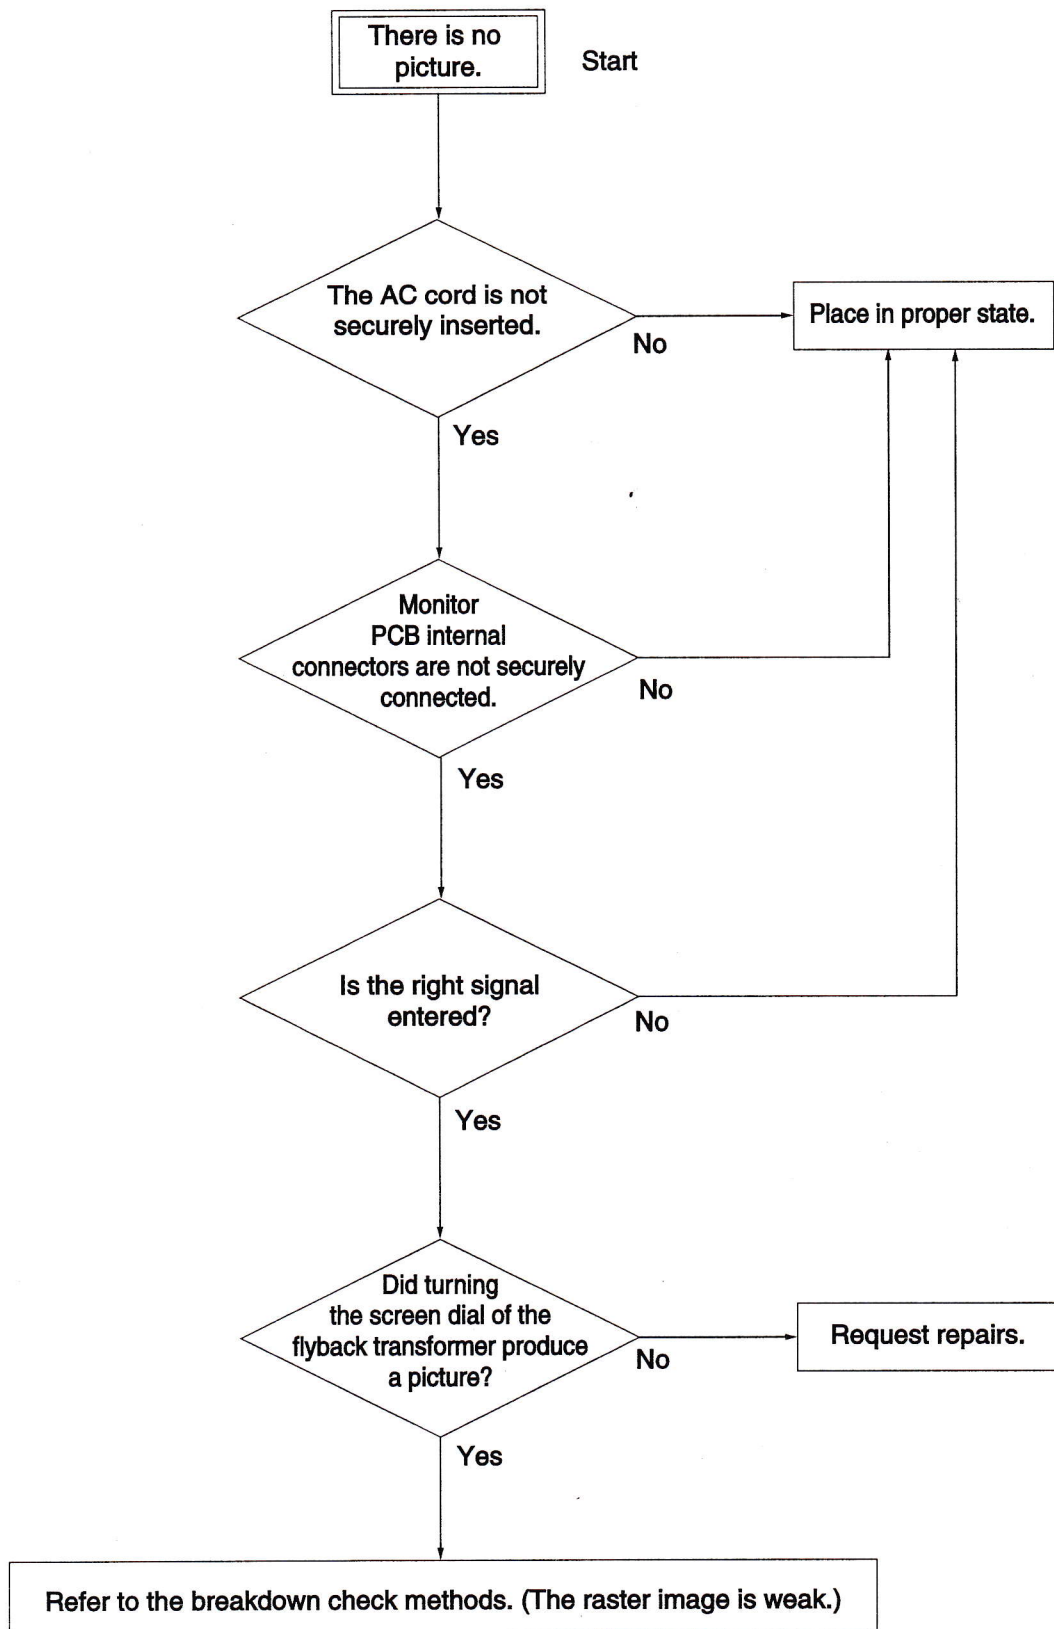 There is no
picture.
Start
The AC cord is not
securely inserted.
No
Place in proper state.
Yes
Monitor
PCB internal
connectors are not securely
connected.
No
Yes
Is the right signal
entered?
No
Yes
Did turning
the screen dial of the
flyback transformer produce
a picture?
No
Request repairs.
Yes
Refer to the breakdown check methods. (The raster image is weak.)